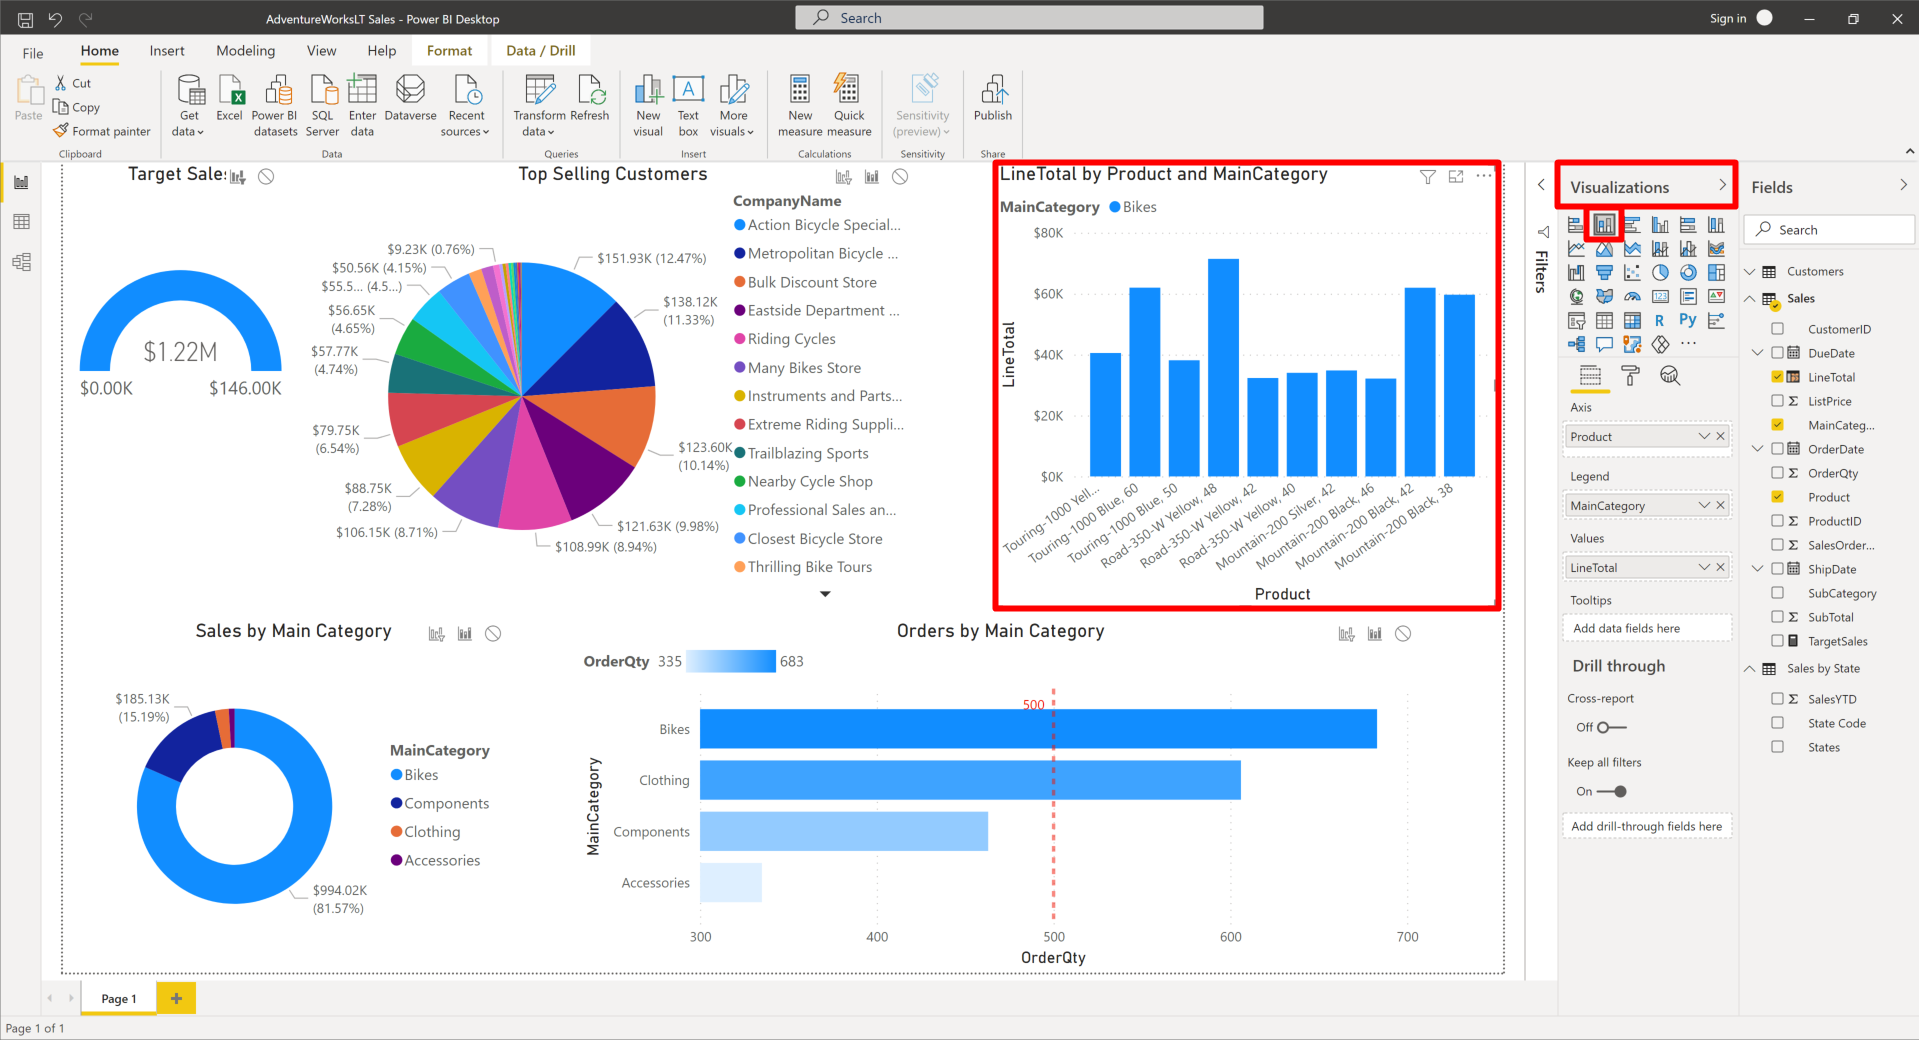 AdventureWorksLT Sales - Power BI Desktop
Search
Sign in
File
Home
Insert
Modeling
View
Help
Format
Data / Drill
Paste
Cut
Copy
Format painter
Clipboard
Get data
Excel
Power BI datasets
SQL Server
Enter data
Dataverse
Recent sources
Data
Transform data
Refresh
Queries
New visual
Text box
More visuals
Insert
New measure
Quick measure
Calculations
Sensitivity (preview)
Sensitivity
Publish
Share
Target Sales
$1.22M
$0.00K
$146.00K
Top Selling Customers
$9.23K (0.76%)
$50.56K (4.15%)
$55.5... (4.5...)
$56.65K
(4.65%)
$57.77K
(4.74%)
$79.75K
(6.54%)
$88.75K
(7.28%)
$106.15K (8.71%)
$108.99K (8.94%)
$121.63K (9.98%)
$123.60K
(10.14%)
$138.12K
(11.33%)
$151.93K (12.47%)
CompanyName
Action Bicycle Special...
Metropolitan Bicycle ...
Bulk Discount Store
Eastside Department ...
Riding Cycles
Many Bikes Store
Instruments and Parts...
Extreme Riding Suppli...
Trailblazing Sports
Nearby Cycle Shop
Professional Sales an...
Closest Bicycle Store
Thrilling Bike Tours
LineTotal by Product and MainCategory
MainCategory
Bikes
$80K
$60K
$40K
$20K
$0K
LineTotal
Touring-1000 Yell...
Touring-1000 Blue, 60
Touring-1000 Blue, 50
Road-350-W Yellow, 48
Road-350-W Yellow, 42
Road-350-W Yellow, 40
Mountain-200 Silver, 42
Mountain-200 Black, 46
Mountain-200 Black, 42
Mountain-200 Black, 38
Product
Sales by Main Category
$185.13K
(15.19%)
$994.02K
(81.57%)
MainCategory
Bikes
Components
Clothing
Accessories
Orders by Main Category
OrderQty 335 683
500
Bikes
Clothing
Components
Accessories
MainCategory
300
400
500
600
700
OrderQty
Filters
Visualizations
R
Py
123
Axis
Product
Legend
MainCategory
Values
LineTotal
Tooltips
Add data fields here
Drill through
Cross-report
Off
Keep all filters
On
Add drill-through fields here
Fields
Search
Customers
Sales
CustomerID
DueDate
LineTotal
ListPrice
MainCateg...
OrderDate
OrderQty
Product
ProductID
SalesOrder...
ShipDate
SubCategory
SubTotal
TargetSales
Sales by State
SalesYTD
State Code
States
Page 1
Page 1 of 1